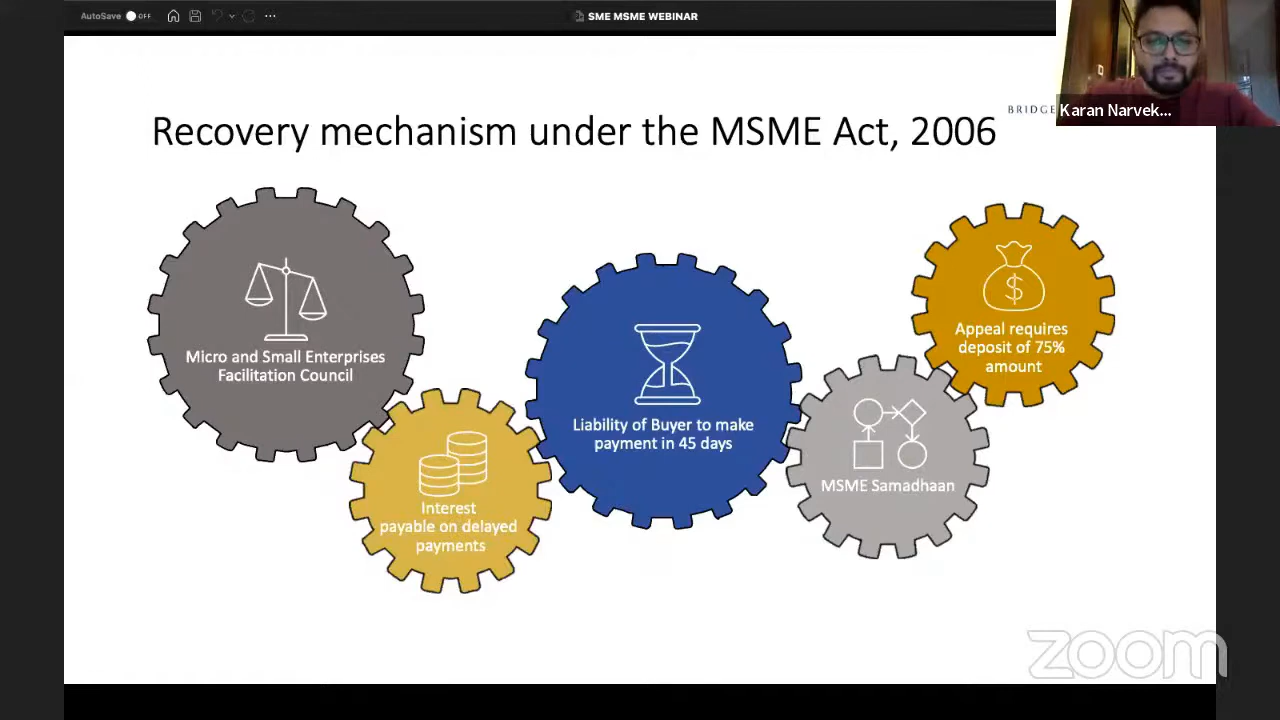 AutoSave OFF
SME MSME WEBINAR
BRIDGE
Karan Narvek...
Recovery mechanism under the MSME Act, 2006
Micro and Small Enterprises
Facilitation Council
Interest
payable on delayed
payments
Liability of Buyer to make
payment in 45 days
MSME Samadhaan
Appeal requires
deposit of 75%
amount
zoom